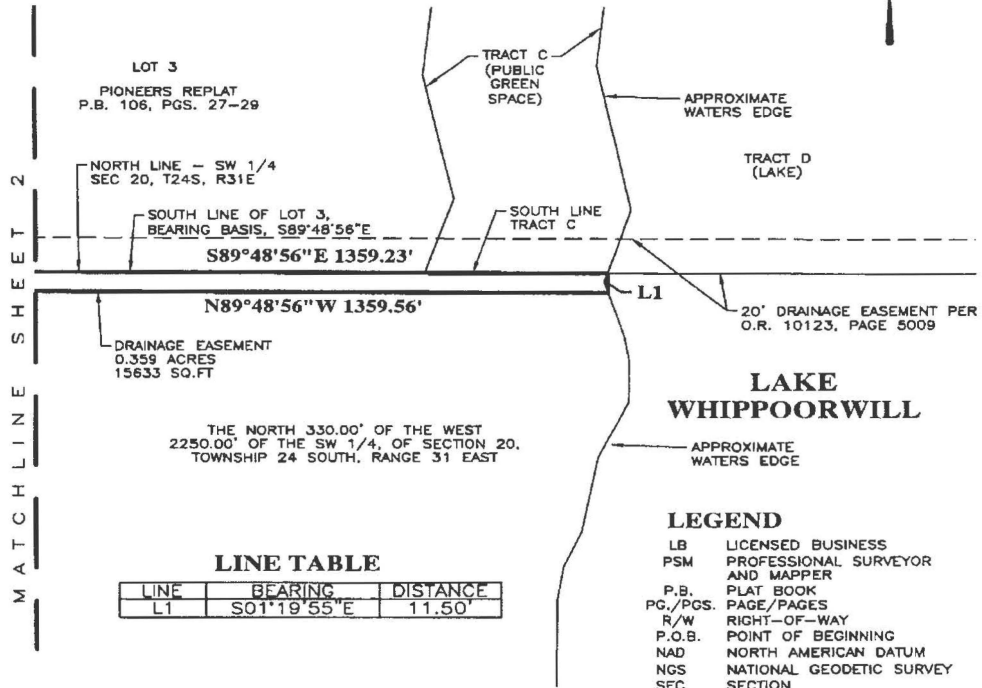 MATCHLINE SHEET 2
LOT 3
PIONEERS REPLAT
P.B. 106, PGS. 27-29
TRACT C
(PUBLIC
GREEN
SPACE)
APPROXIMATE
WATERS EDGE
TRACT D
(LAKE)
NORTH LINE - SW 1/4
SEC 20, T24S, R31E
SOUTH LINE OF LOT 3,
BEARING BASIS, S89°48'56"E
SOUTH LINE
TRACT C
S89°48'56"E 1359.23'
N89°48'56"W 1359.56'
L1
20' DRAINAGE EASEMENT PER
O.R. 10123, PAGE 5009
DRAINAGE EASEMENT
0.359 ACRES
15633 SQ.FT
LAKE
WHIPPOORWILL
THE NORTH 330.00' OF THE WEST
2250.00' OF THE SW 1/4, OF SECTION 20,
TOWNSHIP 24 SOUTH, RANGE 31 EAST
APPROXIMATE
WATERS EDGE
LINE TABLE
LINE BEARING DISTANCE
L1 S01°19'55"E 11.50'
LEGEND
LB LICENSED BUSINESS
PSM PROFESSIONAL SURVEYOR
AND MAPPER
P.B. PLAT BOOK
PG./PGS. PAGE/PAGES
R/W RIGHT-OF-WAY
P.O.B. POINT OF BEGINNING
NAD NORTH AMERICAN DATUM
NGS NATIONAL GEODETIC SURVEY
SEC SECTION